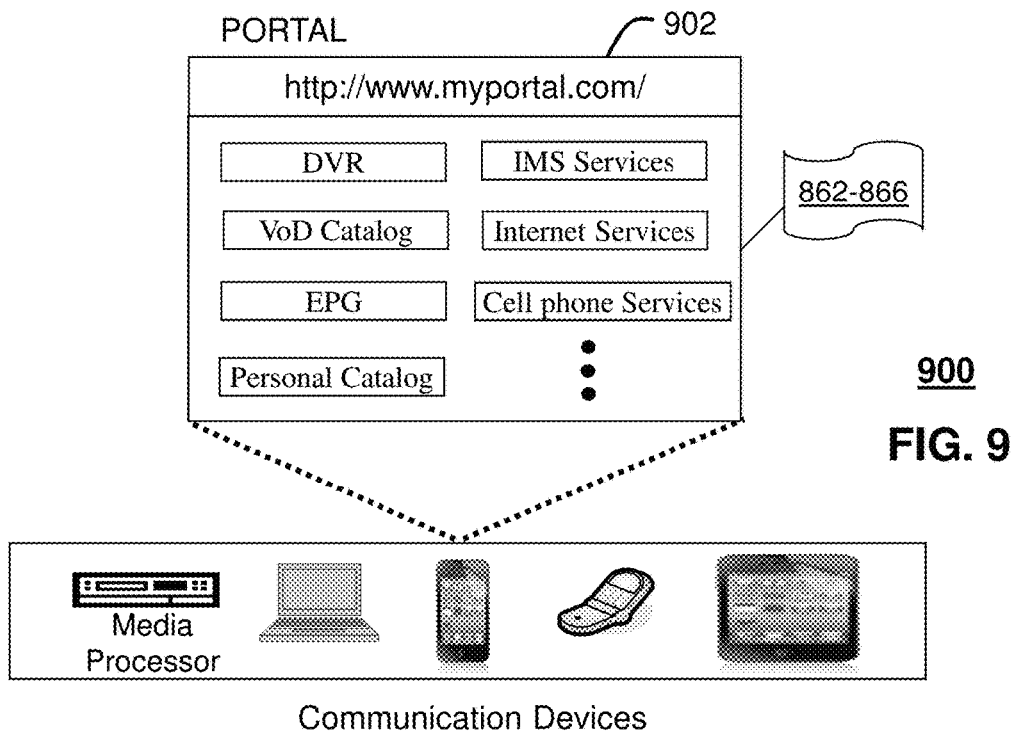 PORTAL
902
http://www.myportal.com/
DVR
IMS Services
862-866
VoD Catalog
Internet Services
EPG
Cell phone Services
Personal Catalog
900
FIG. 9
Media
Processor
Communication Devices